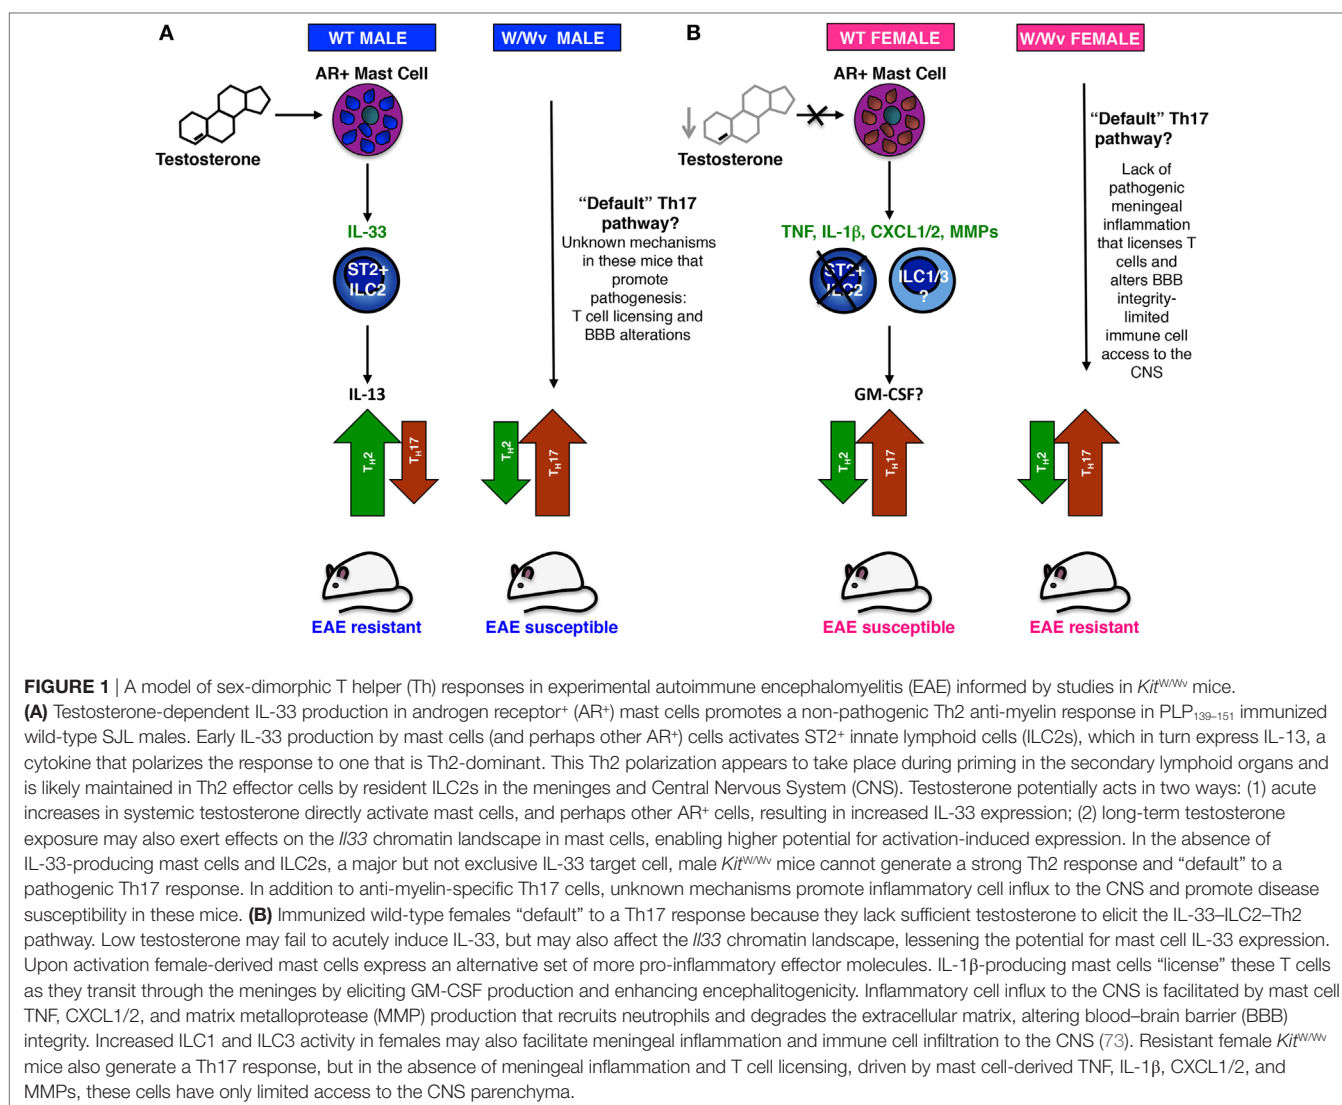 A
WT MALE
W/Wv MALE
AR+ Mast Cell
Testosterone
IL-33
ST2+
ILC2
IL-13
"Default" Th17
pathway?
Unknown mechanisms
in these mice that
promote
pathogenesis:
T cell licensing and
BBB alterations
TH2
TH17
TH2
TH17
EAE resistant
EAE susceptible
B
WT FEMALE
W/Wv FEMALE
AR+ Mast Cell
Testosterone
TNF, IL-1β, CXCL1/2, MMPs
ST2+
ILC2
ILC1/3
?
GM-CSF?
"Default" Th17
pathway?
Lack of
pathogenic
meningeal
inflammation
that licenses T
cells and
alters BBB
integrity-
limited
immune cell
access to the
CNS
TH2
TH17
TH2
TH17
EAE susceptible
EAE resistant
FIGURE 1 | A model of sex-dimorphic T helper (Th) responses in experimental autoimmune encephalomyelitis (EAE) informed by studies in KitW/Wv mice.
(A) Testosterone-dependent IL-33 production in androgen receptor+ (AR+) mast cells promotes a non-pathogenic Th2 anti-myelin response in PLP139–151 immunized
wild-type SJL males. Early IL-33 production by mast cells (and perhaps other AR+) cells activates ST2+ innate lymphoid cells (ILC2s), which in turn express IL-13, a
cytokine that polarizes the response to one that is Th2-dominant. This Th2 polarization appears to take place during priming in the secondary lymphoid organs and
is likely maintained in Th2 effector cells by resident ILC2s in the meninges and Central Nervous System (CNS). Testosterone potentially acts in two ways: (1) acute
increases in systemic testosterone directly activate mast cells, and perhaps other AR+ cells, resulting in increased IL-33 expression; (2) long-term testosterone
exposure may also exert effects on the Il33 chromatin landscape in mast cells, enabling higher potential for activation-induced expression. In the absence of
IL-33-producing mast cells and ILC2s, a major but not exclusive IL-33 target cell, male KitW/Wv mice cannot generate a strong Th2 response and "default" to a
pathogenic Th17 response. In addition to anti-myelin-specific Th17 cells, unknown mechanisms promote inflammatory cell influx to the CNS and promote disease
susceptibility in these mice. (B) Immunized wild-type females "default" to a Th17 response because they lack sufficient testosterone to elicit the IL-33–ILC2–Th2
pathway. Low testosterone may fail to acutely induce IL-33, but may also affect the Il33 chromatin landscape, lessening the potential for mast cell IL-33 expression.
Upon activation female-derived mast cells express an alternative set of more pro-inflammatory effector molecules. IL-1β-producing mast cells "license" these T cells
as they transit through the meninges by eliciting GM-CSF production and enhancing encephalitogenicity. Inflammatory cell influx to the CNS is facilitated by mast cell
TNF, CXCL1/2, and matrix metalloprotease (MMP) production that recruits neutrophils and degrades the extracellular matrix, altering blood–brain barrier (BBB)
integrity. Increased ILC1 and ILC3 activity in females may also facilitate meningeal inflammation and immune cell infiltration to the CNS (73). Resistant female KitW/Wv
mice also generate a Th17 response, but in the absence of meningeal inflammation and T cell licensing, driven by mast cell-derived TNF, IL-1β, CXCL1/2, and
MMPs, these cells have only limited access to the CNS parenchyma.